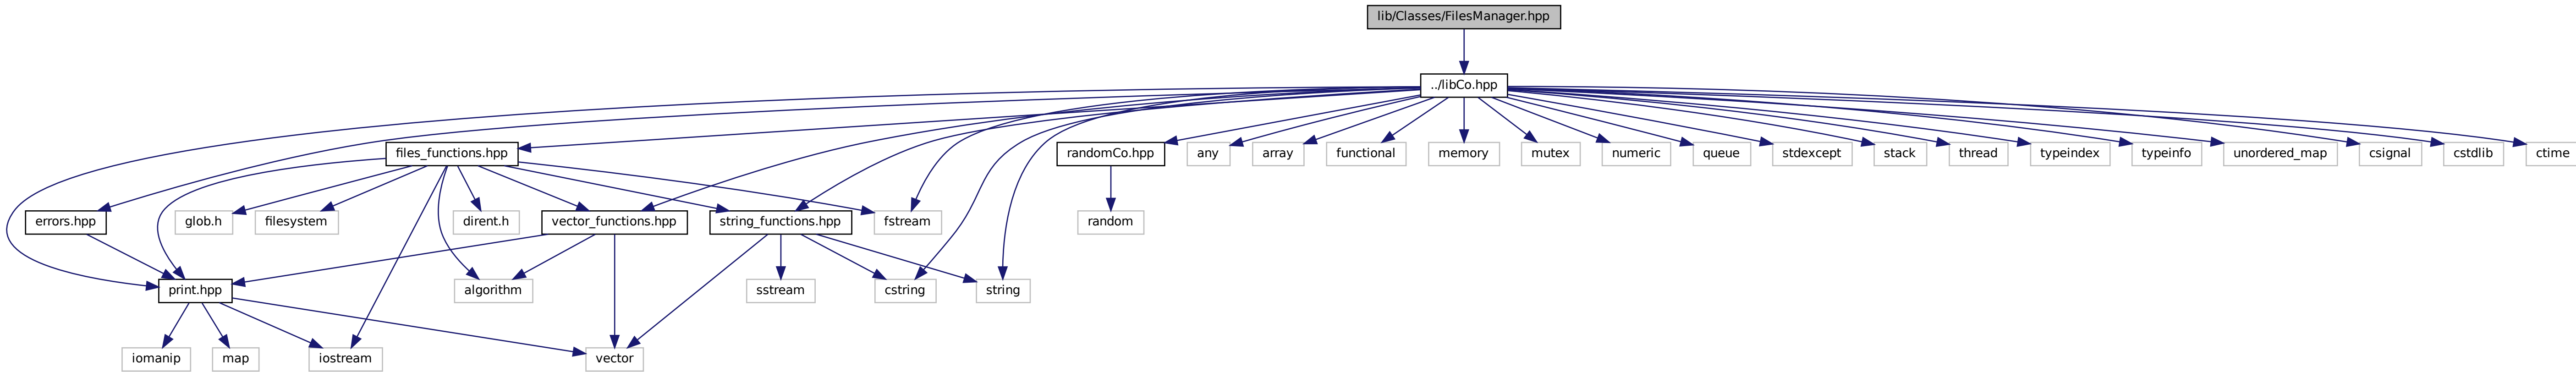 lib/Classes/FilesManager.hpp
../libCo.hpp
files_functions.hpp
randomCo.hpp
any
array
functional
memory
mutex
numeric
queue
stdexcept
stack
thread
typeindex
typeinfo
unordered_map
csignal
cstdlib
ctime
errors.hpp
glob.h
filesystem
dirent.h
vector_functions.hpp
string_functions.hpp
fstream
random
print.hpp
algorithm
sstream
cstring
string
iomanip
map
iostream
vector